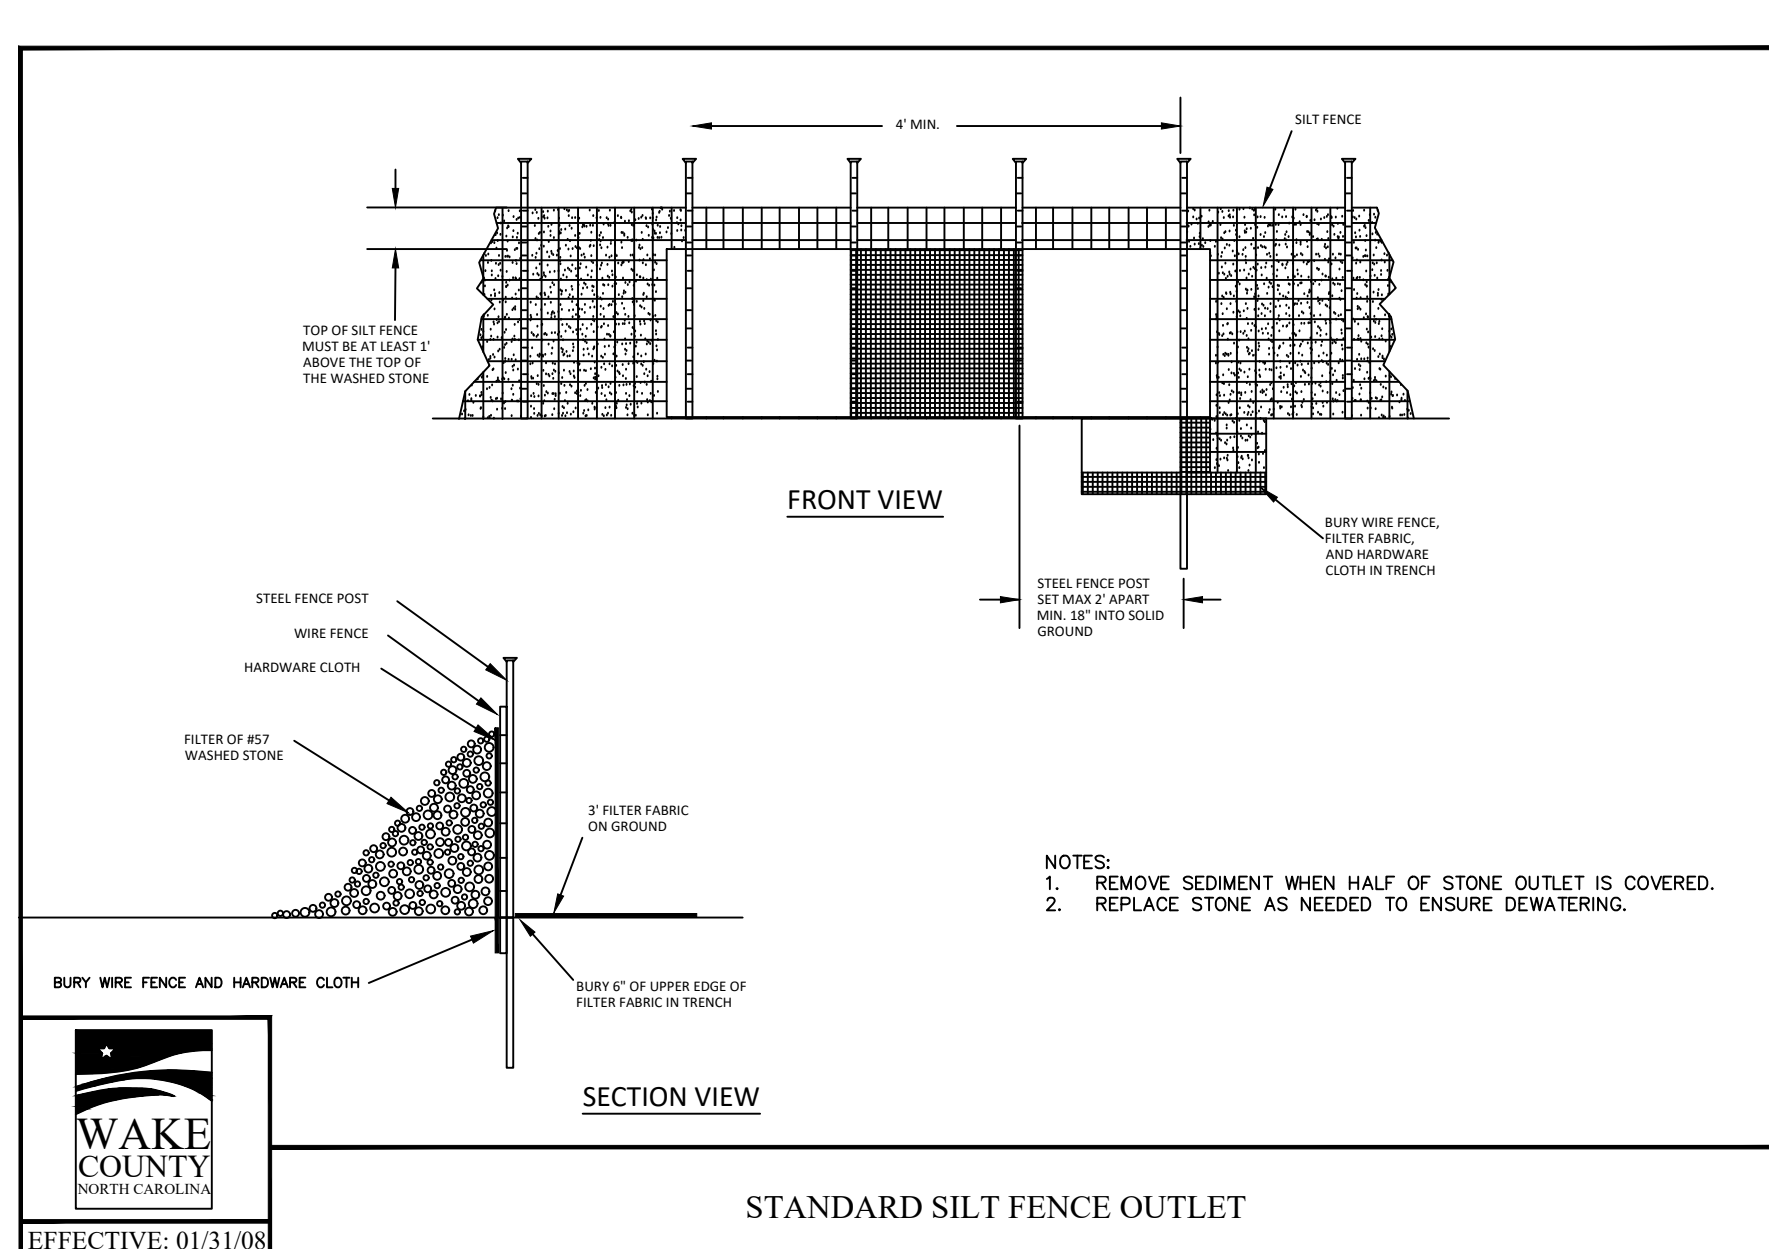 4' MIN.
SILT FENCE
TOP OF SILT FENCE
MUST BE AT LEAST 1'
ABOVE THE TOP OF
THE WASHED STONE
FRONT VIEW
BURY WIRE FENCE,
FILTER FABRIC,
AND HARDWARE
CLOTH IN TRENCH
STEEL FENCE POST
SET MAX 2' APART
MIN. 18" INTO SOLID
GROUND
STEEL FENCE POST
WIRE FENCE
HARDWARE CLOTH
FILTER OF #57
WASHED STONE
3' FILTER FABRIC
ON GROUND
NOTES:
1. REMOVE SEDIMENT WHEN HALF OF STONE OUTLET IS COVERED.
2. REPLACE STONE AS NEEDED TO ENSURE DEWATERING.
BURY WIRE FENCE AND HARDWARE CLOTH
BURY 6" OF UPPER EDGE OF
FILTER FABRIC IN TRENCH
SECTION VIEW
WAKE
COUNTY
NORTH CAROLINA
STANDARD SILT FENCE OUTLET
EFFECTIVE: 01/31/08